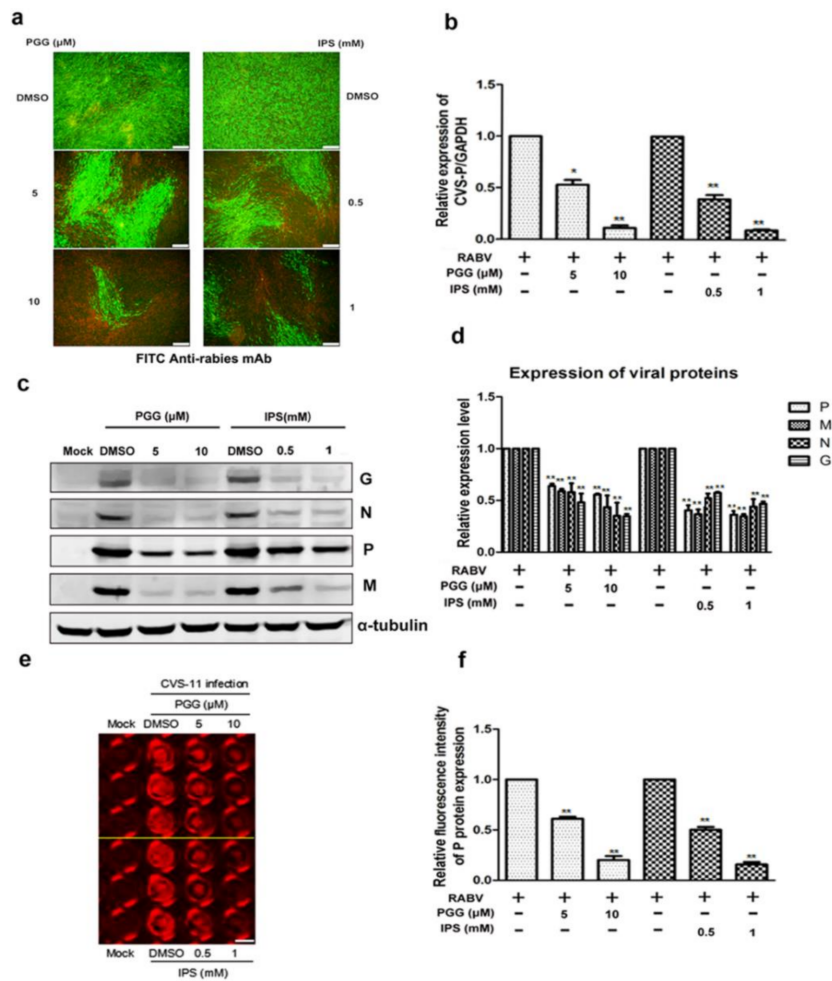 a
PGG (μM)
IPS (mM)
DMSO
DMSO
5
0.5
10
1
FITC Anti-rabies mAb
b
Relative expression of
CVS-P/GAPDH
1.5
1.0
0.5
0.0
*
**
**
**
RABV + + + + + +
PGG (μM) – 5 10 – – –
IPS (mM) – – – – 0.5 1
c
PGG (μM) IPS(mM)
Mock DMSO 5 10 DMSO 0.5 1
G
N
P
M
α-tubulin
d
Expression of viral proteins
Relative expression level
1.5
1.0
0.5
0.0
** ** ** **
** ** ** **
** ** ** **
** ** ** **
P
M
N
G
RABV + + + + + +
PGG (μM) – 5 10 – – –
IPS (mM) – – – – 0.5 1
e
CVS-11 infection
PGG (μM)
Mock DMSO 5 10
Mock DMSO 0.5 1
IPS (mM)
f
Relative fluorescence intensity
of P protein expression
1.5
1.0
0.5
0.0
**
**
**
**
RABV + + + + + +
PGG (μM) – 5 10 – – –
IPS (mM) – – – – 0.5 1